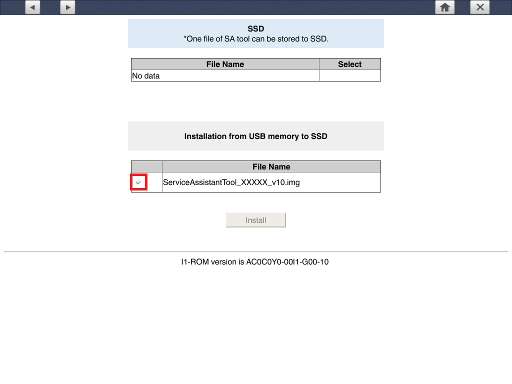 SSD
*One file of SA tool can be stored to SSD.
File Name Select
No data
Installation from USB memory to SSD
File Name
ServiceAssistantTool_XXXXX_v10.img
Install
I1-ROM version is AC0C0Y0-00I1-G00-10